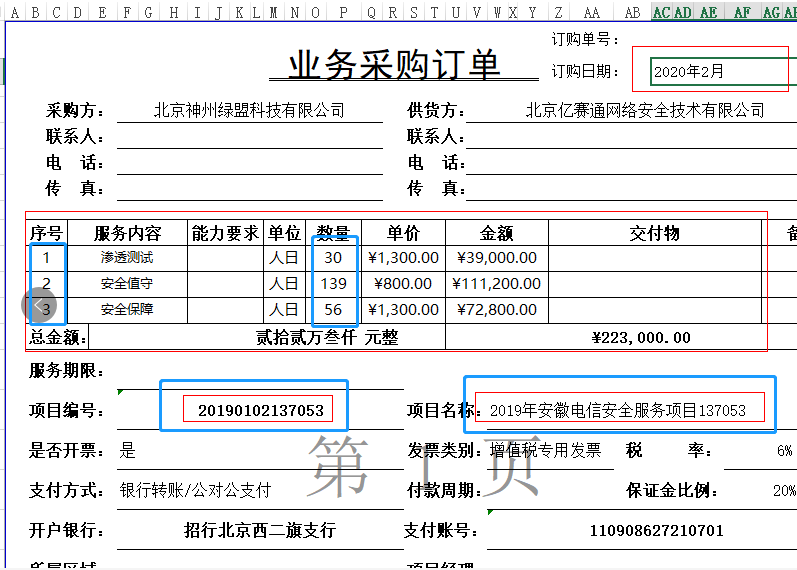 A B C D E F G H I J K L M N O P Q R S T U V W X Y Z AA AB AC AD AE AF AG
订购单号：
业务采购订单
订购日期： 2020年2月
采购方： 北京神州绿盟科技有限公司 供货方： 北京亿赛通网络安全技术有限公司
联系人： 联系人：
电 话： 电 话：
传 真： 传 真：
序号 服务内容 能力要求 单位 数量 单价 金额 交付物
1 渗透测试 人日 30 ¥1,300.00 ¥39,000.00
2 安全值守 人日 139 ¥800.00 ¥111,200.00
3 安全保障 人日 56 ¥1,300.00 ¥72,800.00
总金额： 贰拾贰万叁仟 元整 ¥223,000.00
服务期限：
项目编号： 20190102137053 项目名称： 2019年安徽电信安全服务项目137053
是否开票： 是 发票类别： 增值税专用发票 税 率： 6%
第 1 页
支付方式： 银行转账/公对公支付 付款周期： 保证金比例： 20%
开户银行： 招行北京西二旗支行 支付账号： 110908627210701